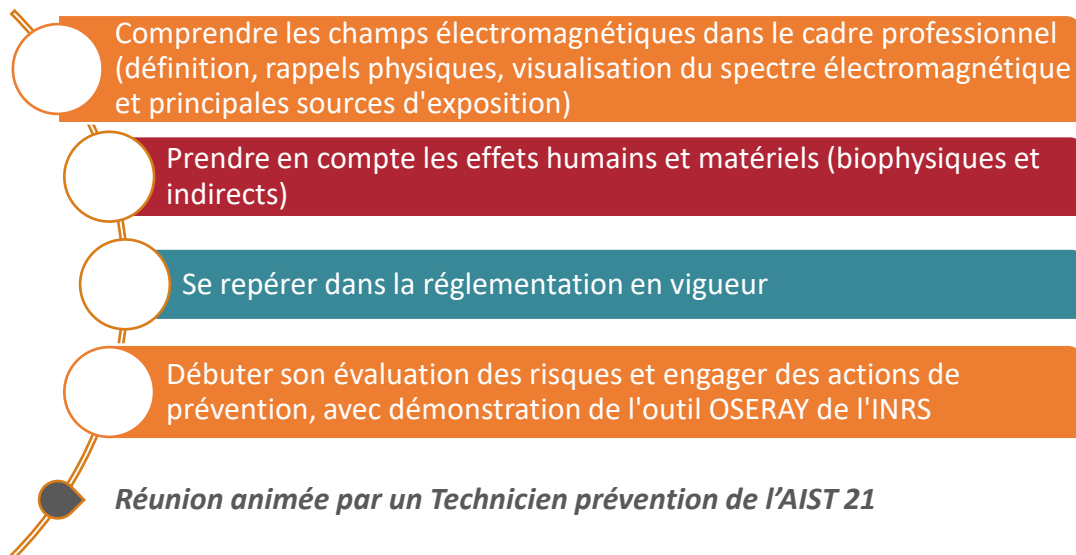 Comprendre les champs électromagnétiques dans le cadre professionnel
(définition, rappels physiques, visualisation du spectre électromagnétique
et principales sources d'exposition)
Prendre en compte les effets humains et matériels (biophysiques et
indirects)
Se repérer dans la réglementation en vigueur
Débuter son évaluation des risques et engager des actions de
prévention, avec démonstration de l'outil OSERAY de l'INRS
Réunion animée par un Technicien prévention de l’AIST 21